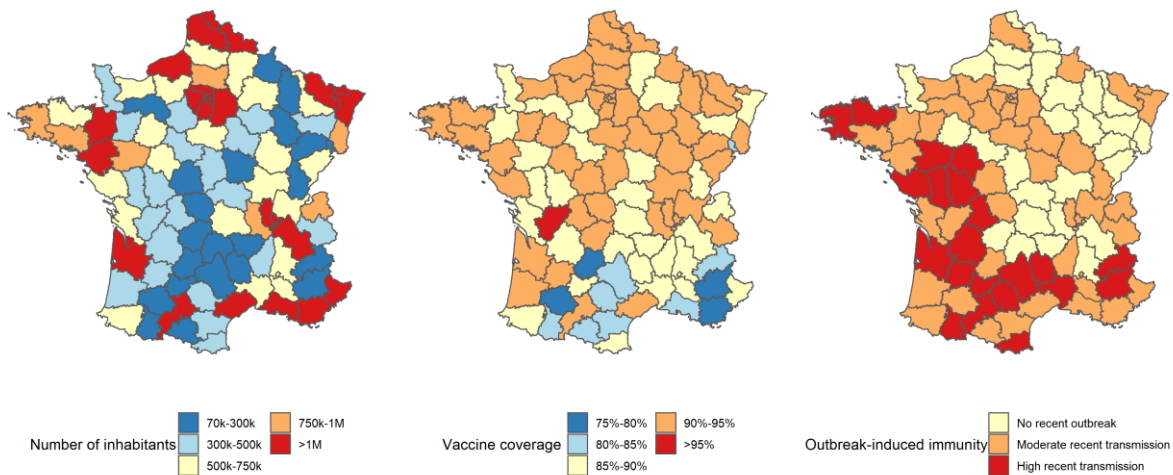 Number of inhabitants
70k-300k
300k-500k
500k-750k
750k-1M
>1M
Vaccine coverage
75%-80%
80%-85%
85%-90%
90%-95%
>95%
Outbreak-induced immunity
No recent outbreak
Moderate recent transmission
High recent transmission